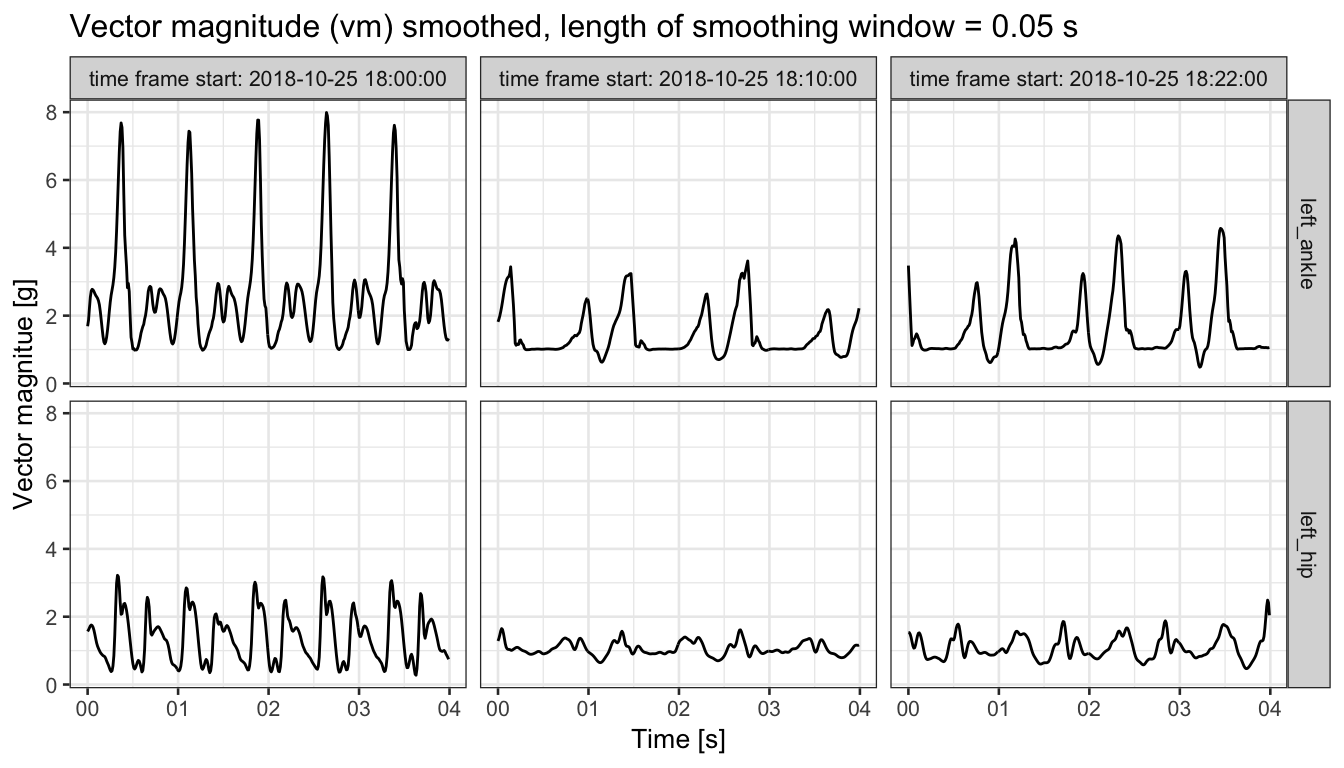 Vector magnitude (vm) smoothed, length of smoothing window = 0.05 s
time frame start: 2018-10-25 18:00:00
time frame start: 2018-10-25 18:10:00
time frame start: 2018-10-25 18:22:00
8
6
4
2
0
left_ankle
Vector magnitue [g]
8
6
4
2
0
left_hip
00 01 02 03 04
00 01 02 03 04
00 01 02 03 04
Time [s]